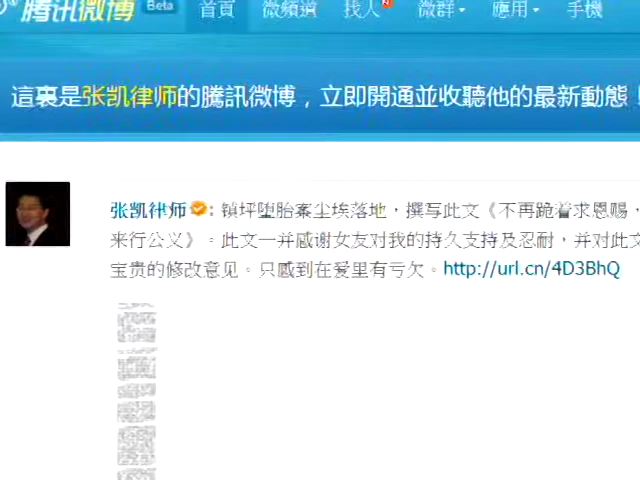 腾讯微博 Beta 首頁 微頻道 找人 微群 應用 手機
這裏是张凯律师的騰訊微博，立即開通並收聽他的最新動態！
张凯律师：镇坪堕胎案尘埃落地，撰写此文《不再跪着求恩赐，
来行公义》。此文一并感谢女友对我的持久支持及忍耐，并对此文
宝贵的修改意见。只感到在爱里有亏欠。http://url.cn/4D3BhQ